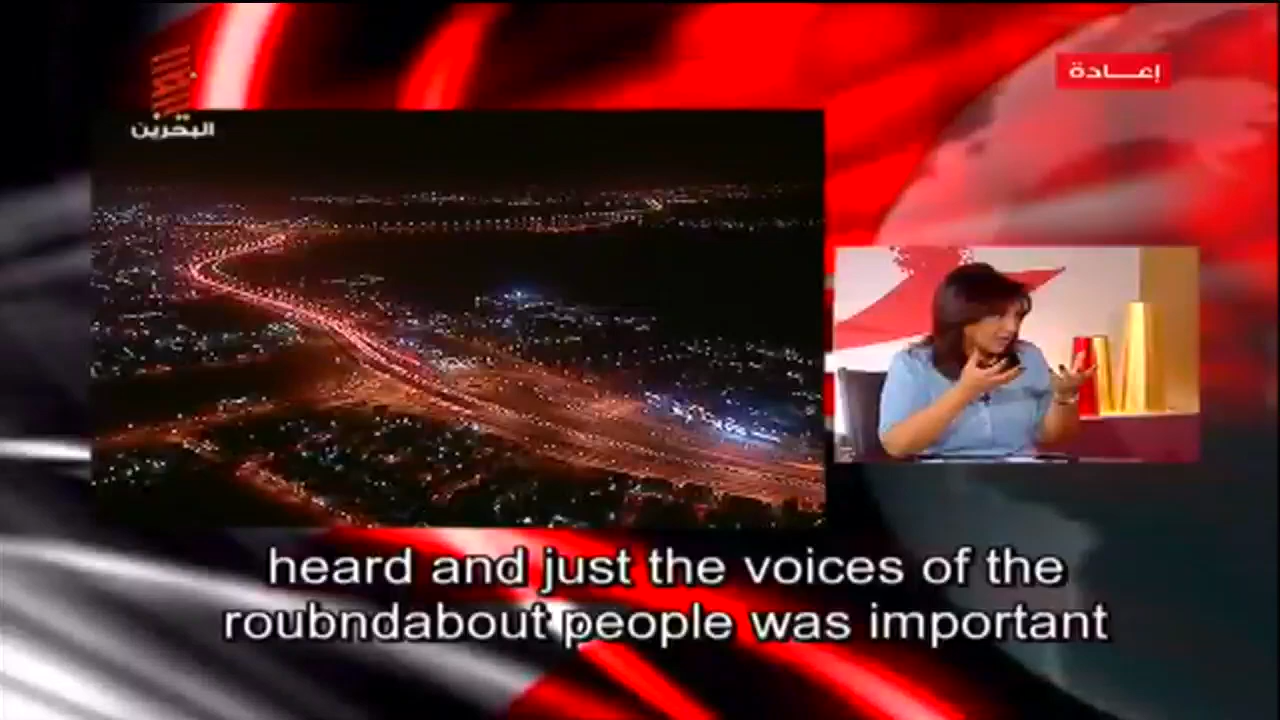 إعادة
البحرين
heard and just the voices of the
roubndabout people was important